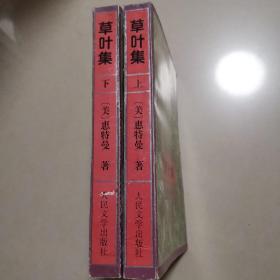 草叶集
下
〔美〕惠特曼 著
人民文学出版社
草叶集
上
〔美〕惠特曼 著
人民文学出版社